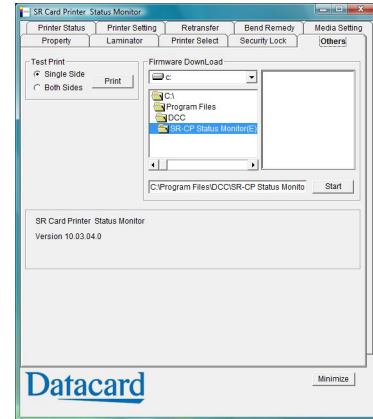 SR Card Printer Status Monitor
Printer Status Printer Setting Retransfer Bend Remedy Media Setting
Property Laminator Printer Select Security Lock Others
Test Print Firmware DownLoad
Single Side
Both Sides
Print
c:
C:\
Program Files
DCC
SR-CP Status Monitor(E)
C:\Program Files\DCC\SR-CP Status Monito Start
SR Card Printer Status Monitor
Version 10.03.04.0
Datacard
Minimize